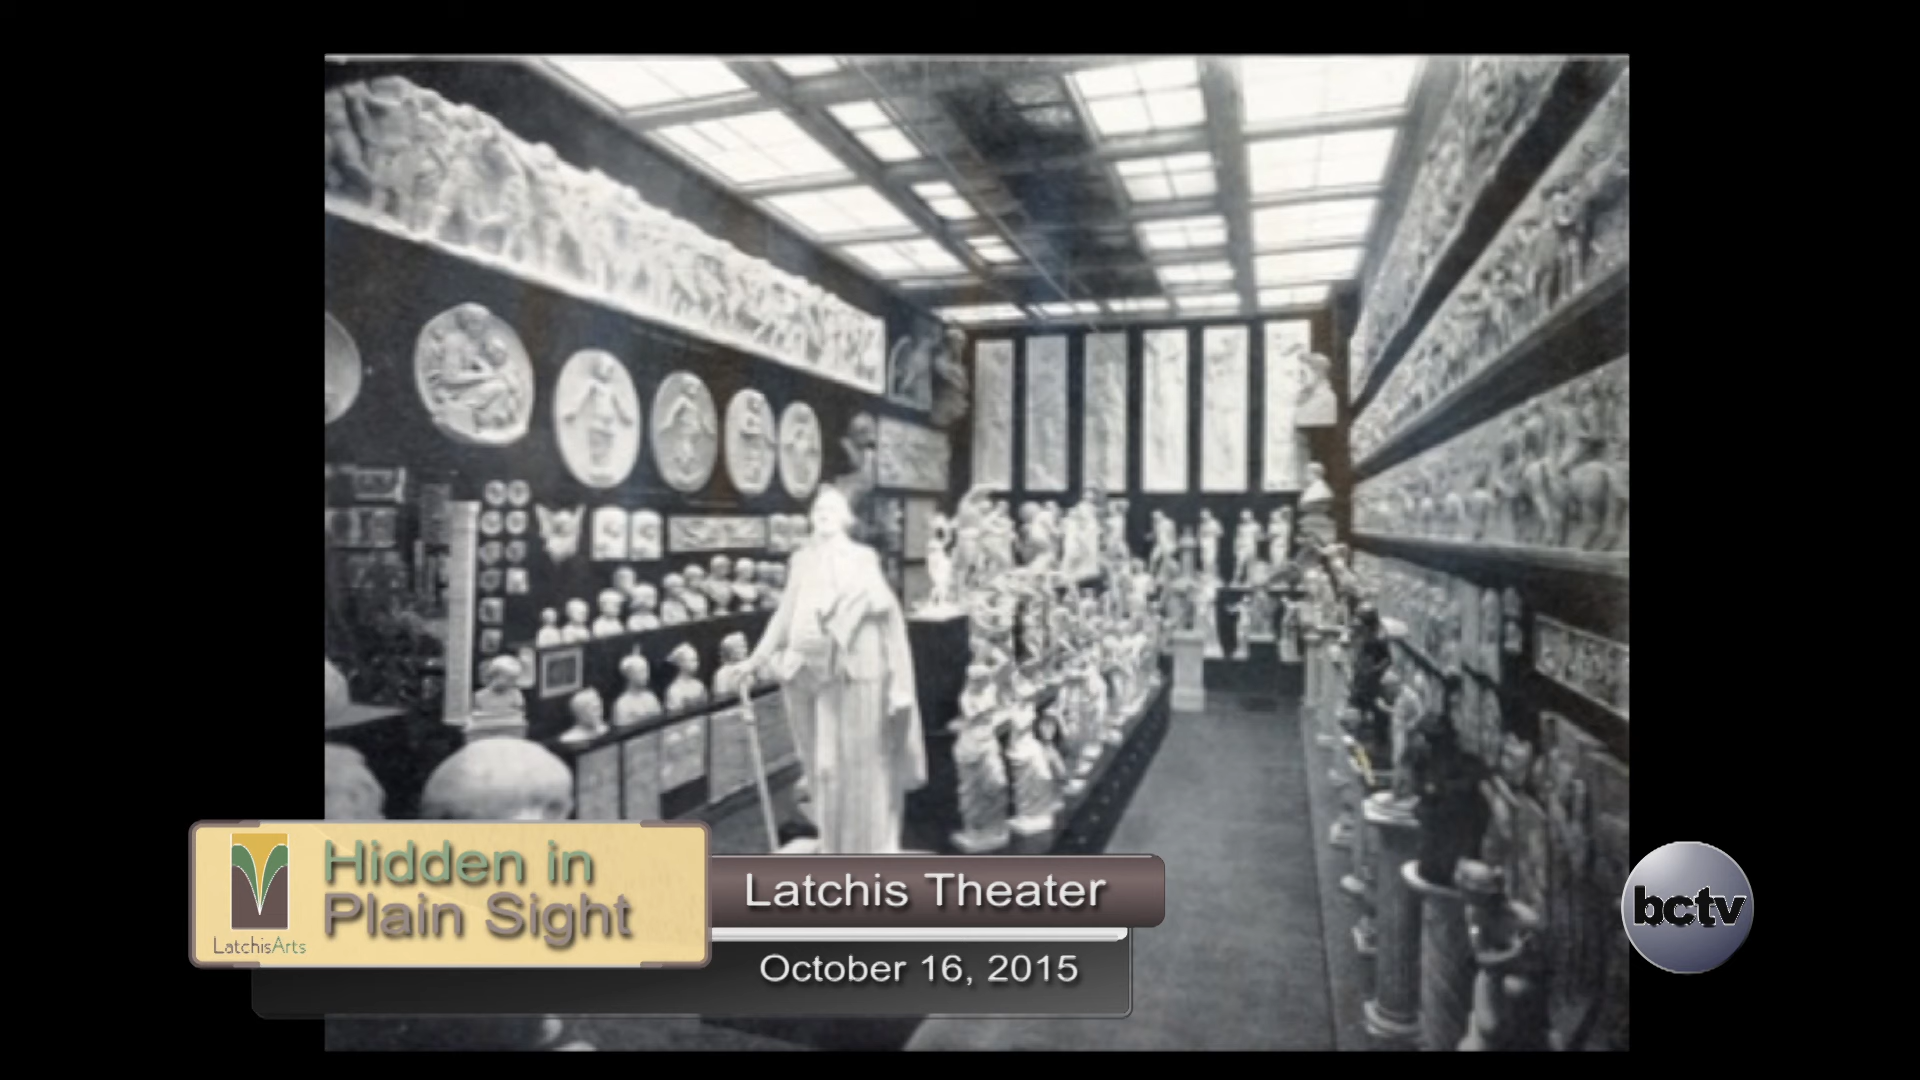 Hidden in
Plain Sight
LatchisArts
Latchis Theater
October 16, 2015
bctv